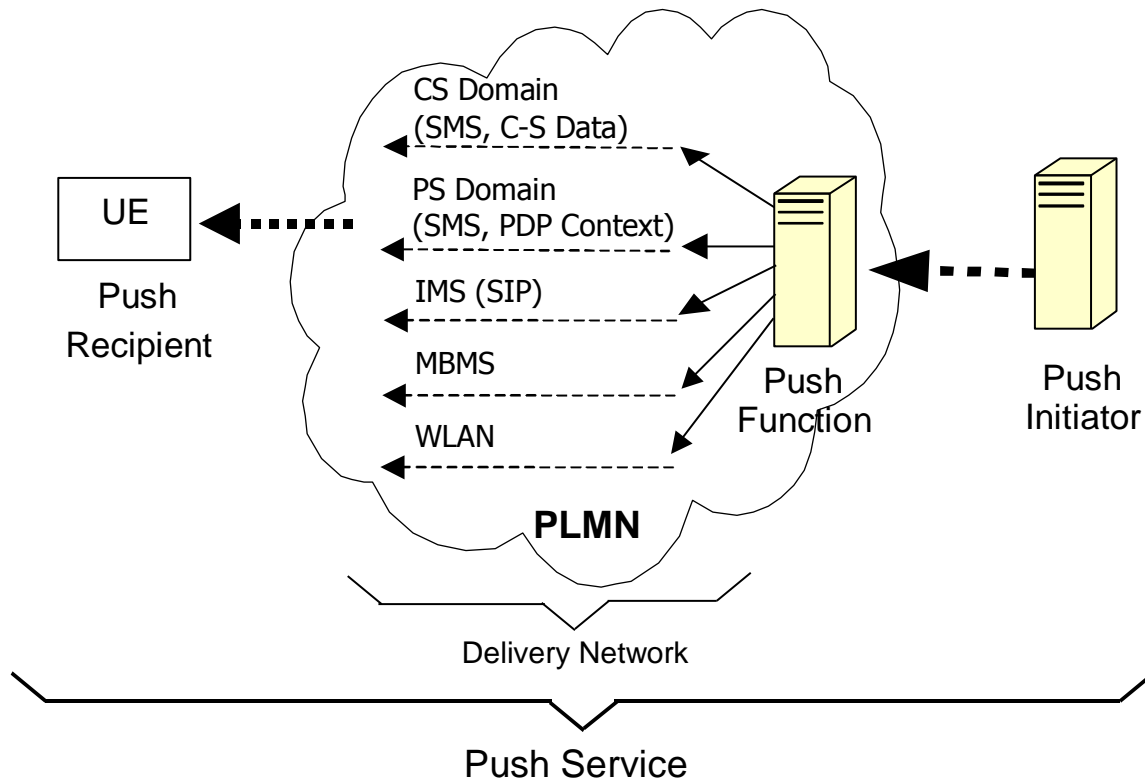 CS Domain
(SMS, C-S Data)
PS Domain
(SMS, PDP Context)
IMS (SIP)
MBMS
WLAN
PLMN
UE
Push
Recipient
Push
Function
Push
Initiator
Delivery Network
Push Service